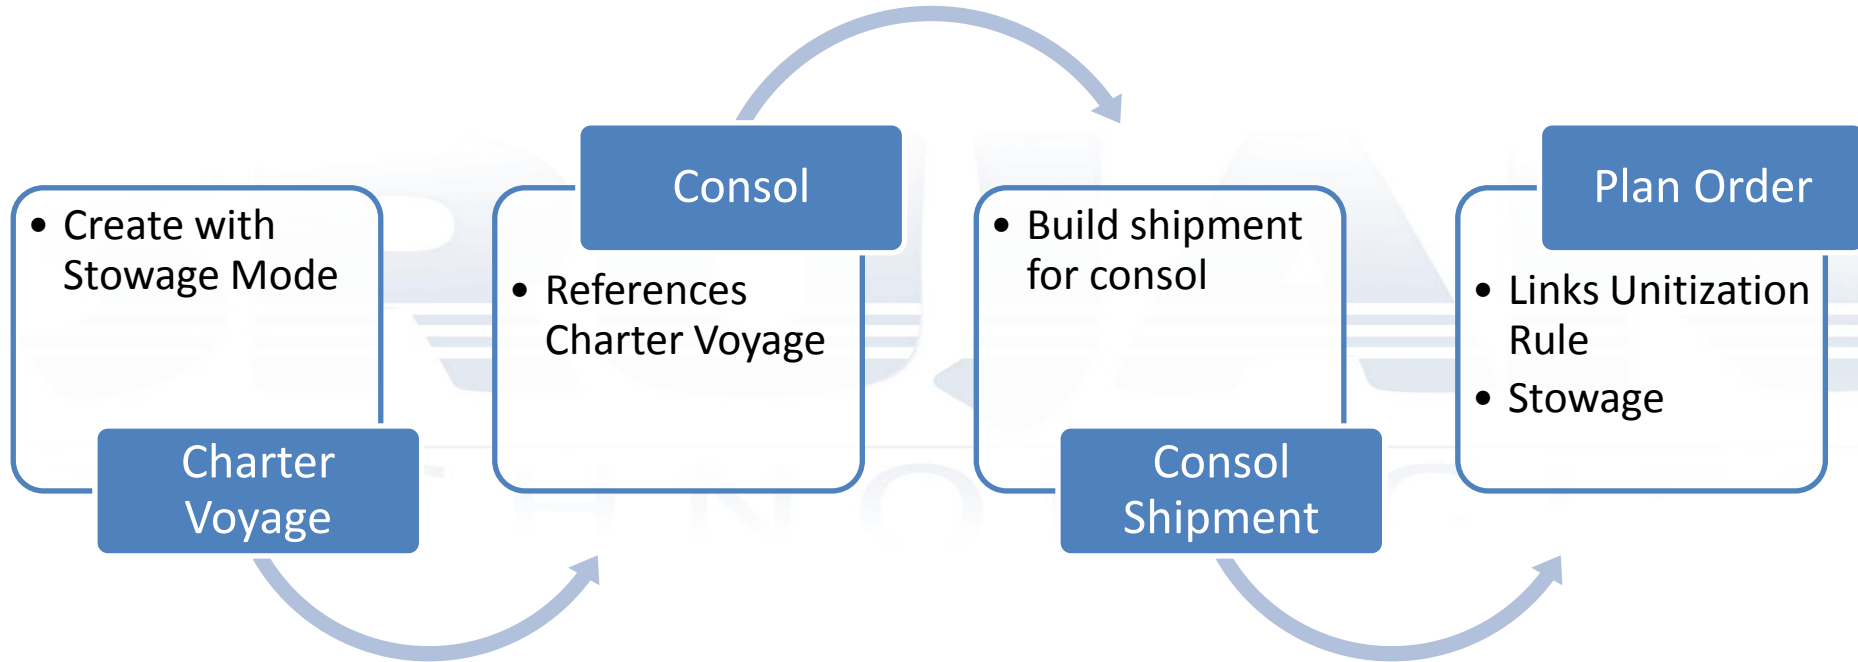 • Create with
Stowage Mode
Charter
Voyage
Consol
• References
Charter Voyage
• Build shipment
for consol
Consol
Shipment
Plan Order
• Links Unitization
Rule
• Stowage